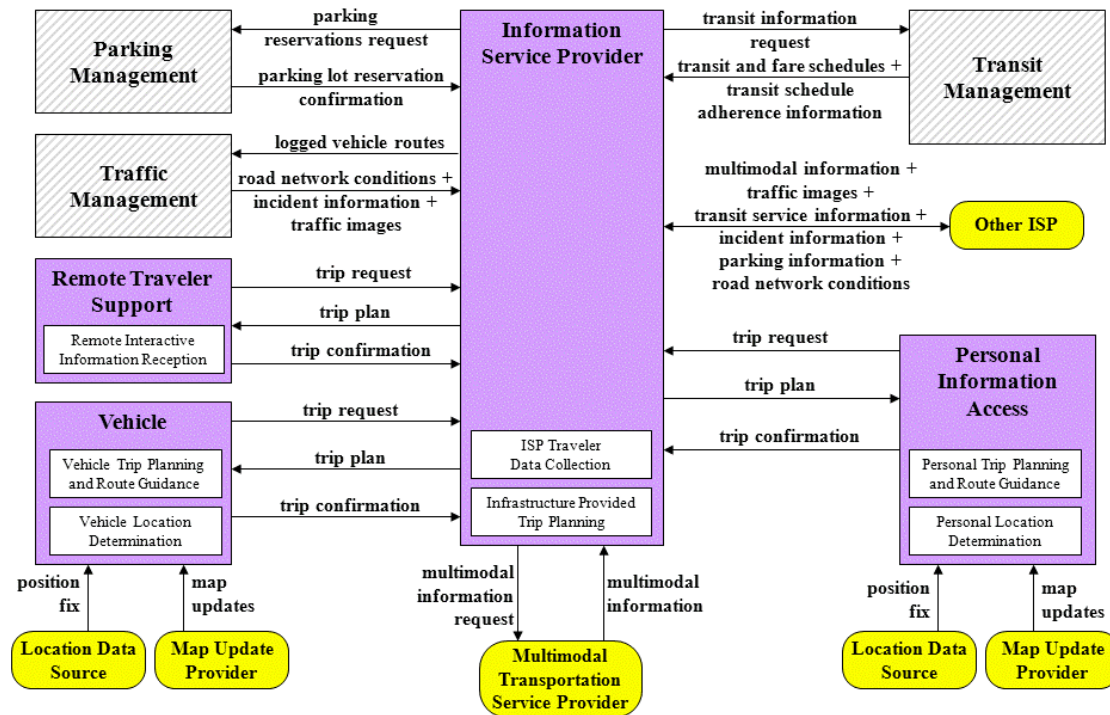 Parking
Management
parking
reservations request
parking lot reservation
confirmation
Information
Service Provider
transit information
request
transit and fare schedules +
transit schedule
adherence information
Transit
Management
Traffic
Management
logged vehicle routes
road network conditions +
incident information +
traffic images
multimodal information +
traffic images +
transit service information +
incident information +
parking information +
road network conditions
Other ISP
Remote Traveler
Support
Remote Interactive
Information Reception
trip request
trip plan
trip confirmation
trip request
trip plan
trip confirmation
Personal
Information
Access
Personal Trip Planning
and Route Guidance
Personal Location
Determination
Vehicle
Vehicle Trip Planning
and Route Guidance
Vehicle Location
Determination
trip request
trip plan
trip confirmation
ISP Traveler
Data Collection
Infrastructure Provided
Trip Planning
position
fix
map
updates
multimodal
information
request
multimodal
information
position
fix
map
updates
Location Data
Source
Map Update
Provider
Multimodal
Transportation
Service Provider
Location Data
Source
Map Update
Provider